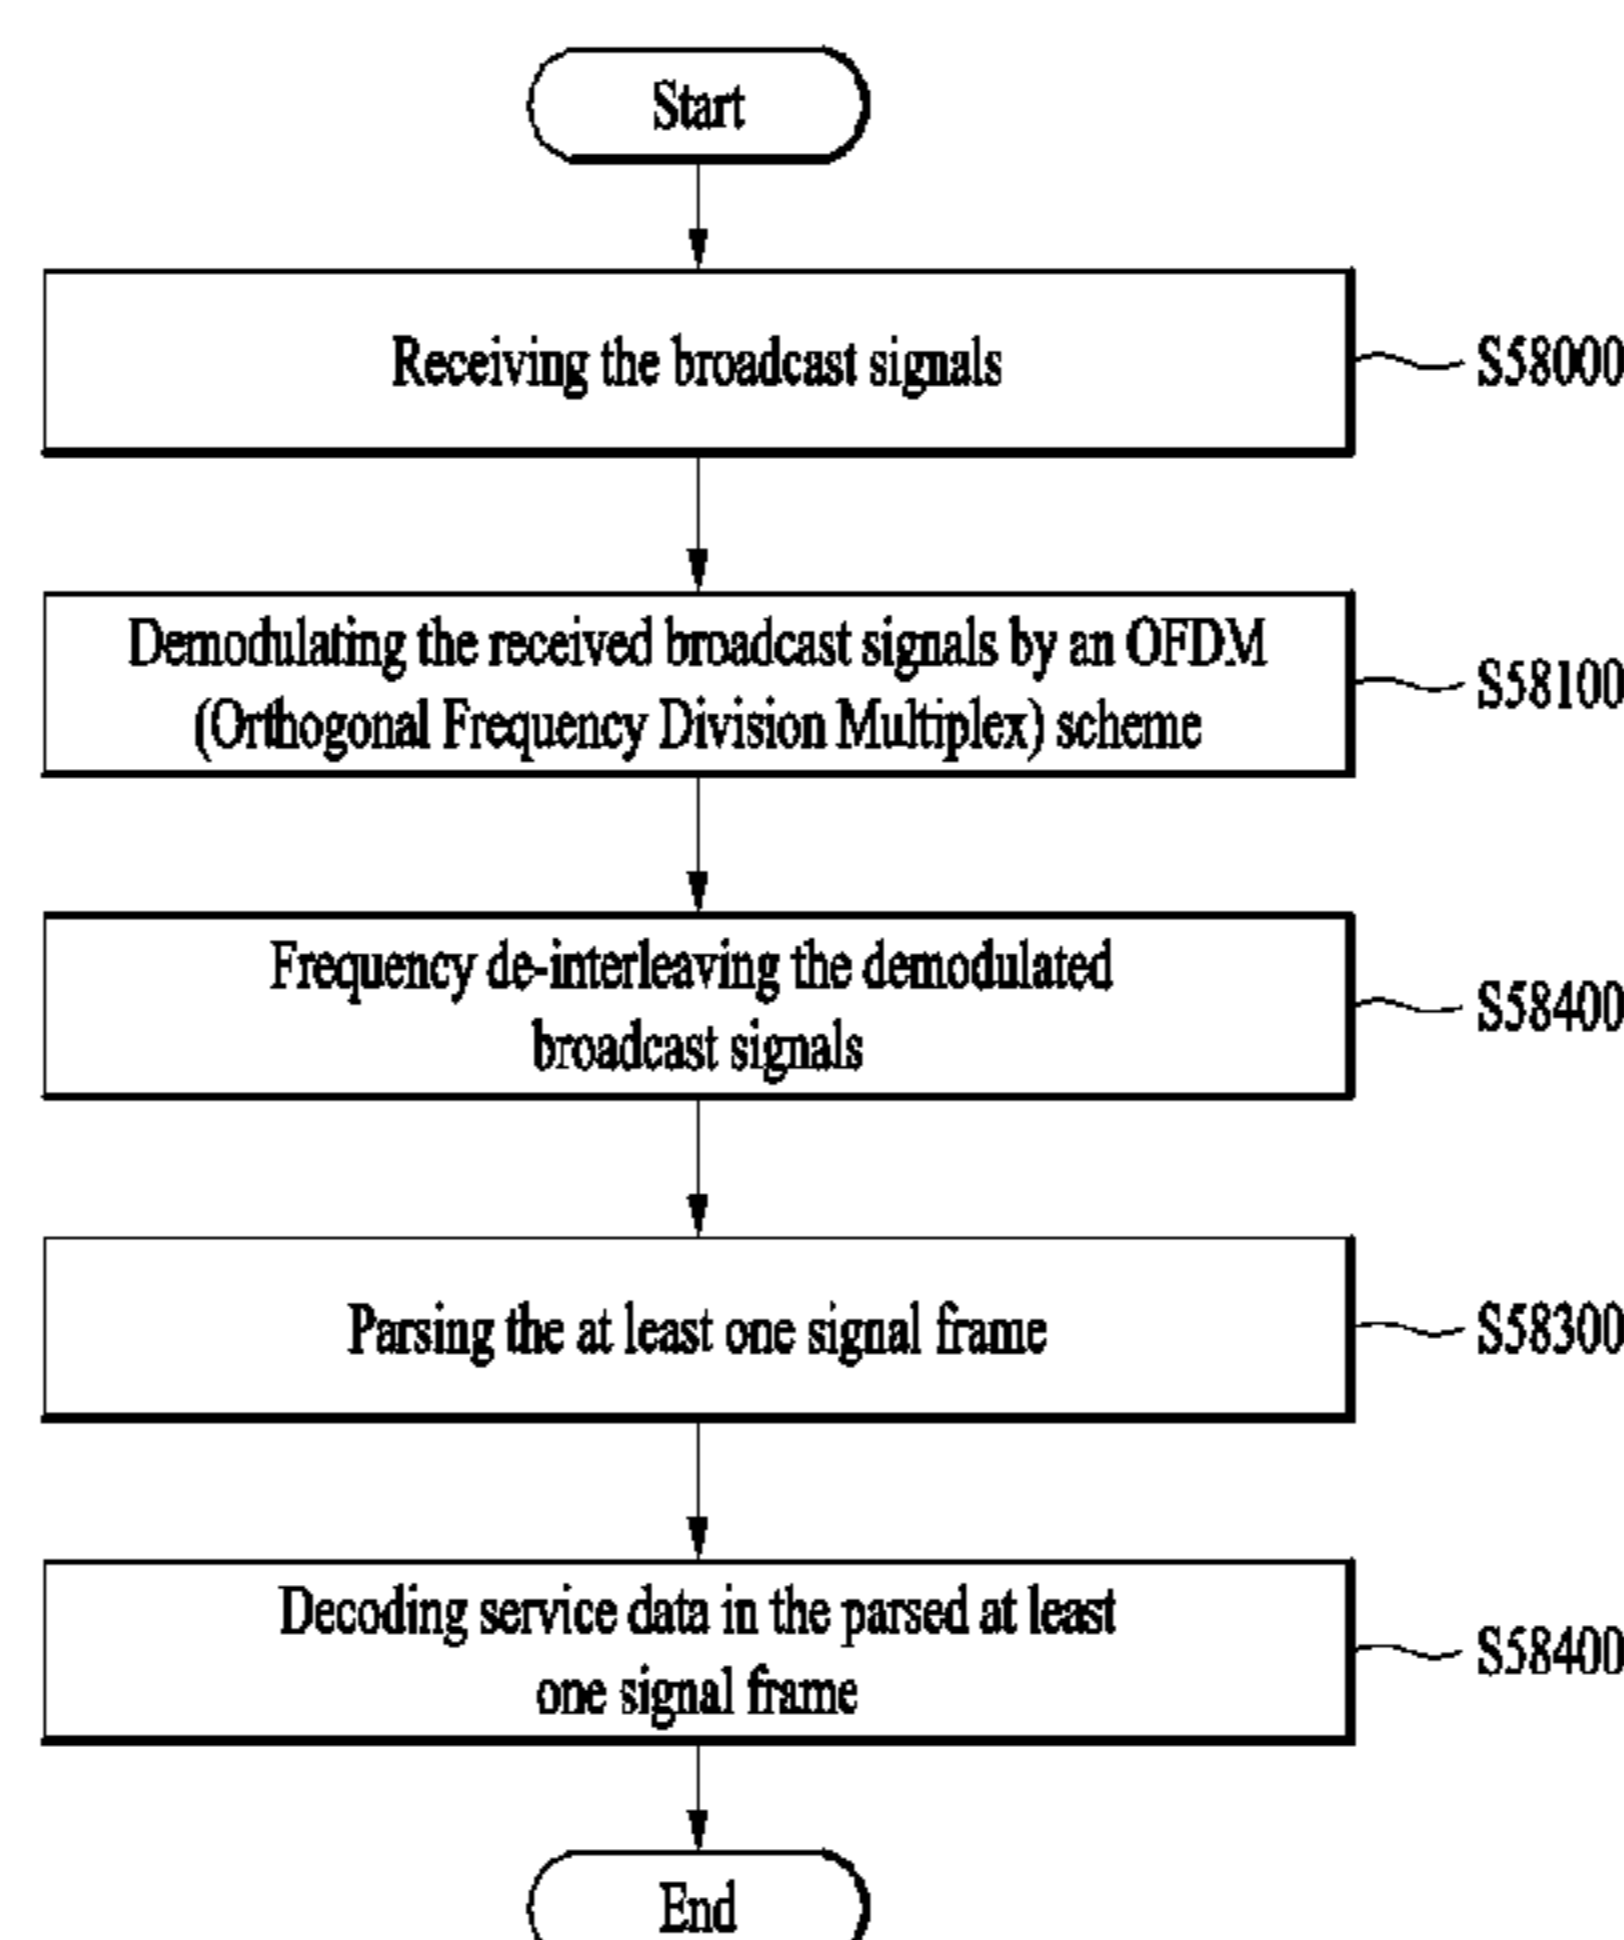 Start
Receiving the broadcast signals
S58000
Demodulating the received broadcast signals by an OFDM
(Orthogonal Frequency Division Multiplex) scheme
S58100
Frequency de-interleaving the demodulated
broadcast signals
S58400
Parsing the at least one signal frame
S58300
Decoding service data in the parsed at least
one signal frame
S58400
End